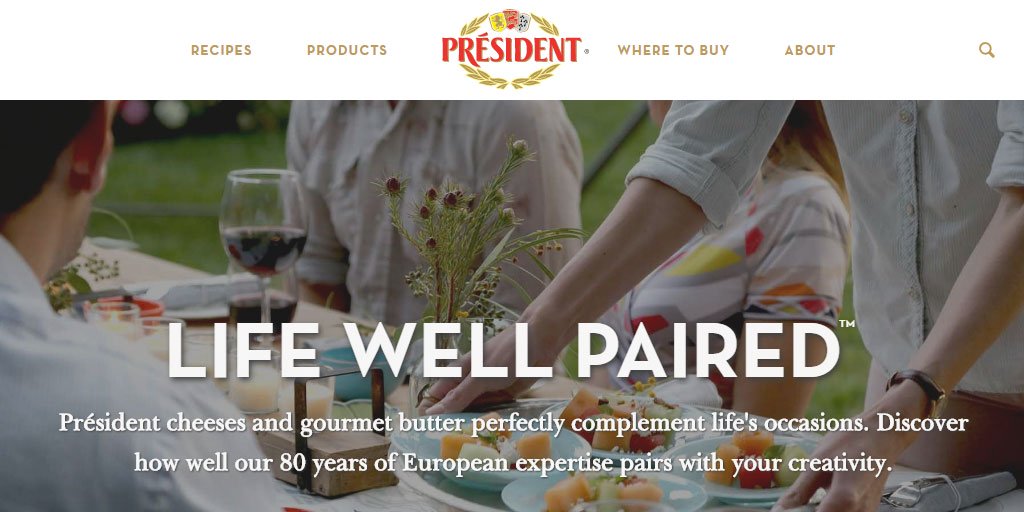 RECIPES
PRODUCTS
PRÉSIDENT®
WHERE TO BUY
ABOUT
LIFE WELL PAIRED™
Président cheeses and gourmet butter perfectly complement life's occasions. Discover
how well our 80 years of European expertise pairs with your creativity.